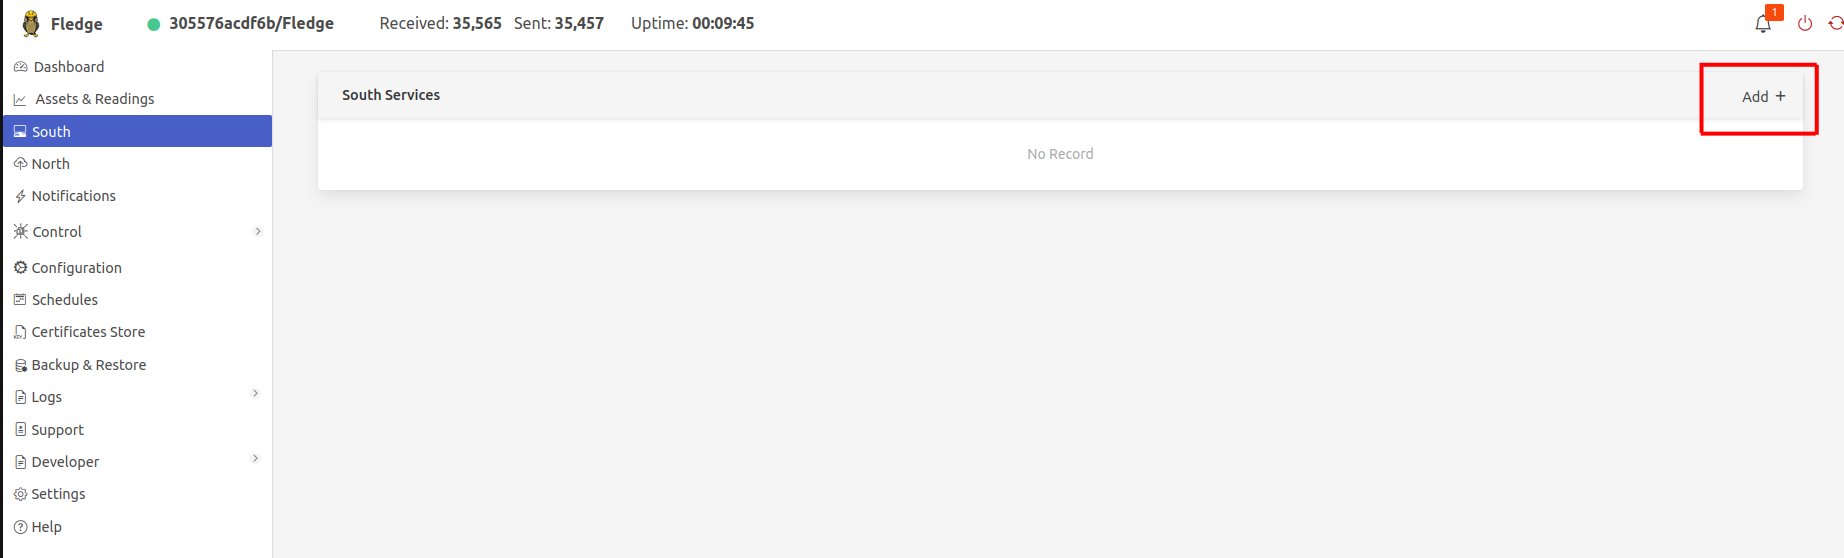 Fledge
305576acdf6b/Fledge
Received: 35,565 Sent: 35,457 Uptime: 00:09:45
1
Dashboard
Assets & Readings
South
North
Notifications
Control
Configuration
Schedules
Certificates Store
Backup & Restore
Logs
Support
Developer
Settings
Help
South Services
Add +
No Record